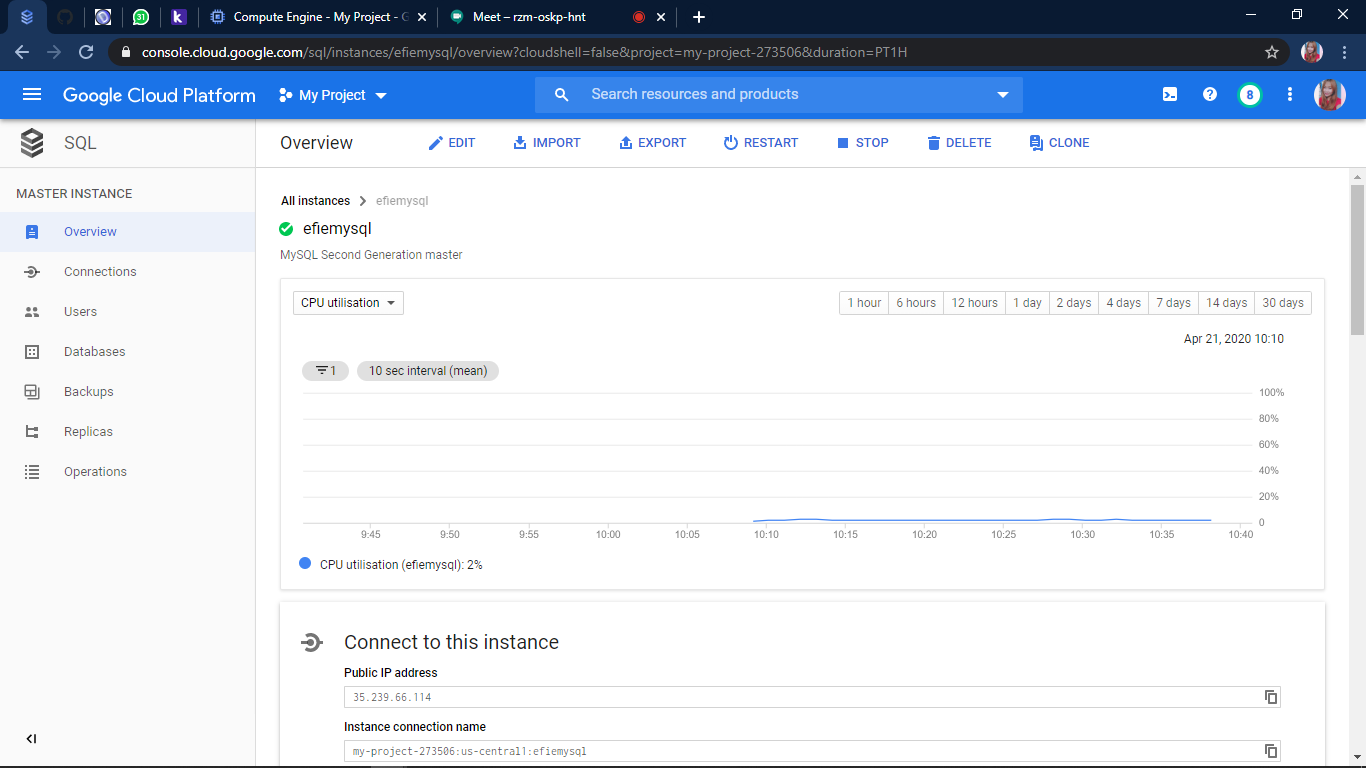 31
Compute Engine - My Project - G
Meet – rzm-oskp-hnt
console.cloud.google.com/sql/instances/efiemysql/overview?cloudshell=false&project=my-project-273506&duration=PT1H
Google Cloud Platform
My Project
Search resources and products
8
SQL
Overview
EDIT
IMPORT
EXPORT
RESTART
STOP
DELETE
CLONE
MASTER INSTANCE
Overview
Connections
Users
Databases
Backups
Replicas
Operations
All instances
efiemysql
efiemysql
MySQL Second Generation master
CPU utilisation
1 hour
6 hours
12 hours
1 day
2 days
4 days
7 days
14 days
30 days
Apr 21, 2020 10:10
1
10 sec interval (mean)
100%
80%
60%
40%
20%
0
9:45
9:50
9:55
10:00
10:05
10:10
10:15
10:20
10:25
10:30
10:35
10:40
CPU utilisation (efiemysql): 2%
Connect to this instance
Public IP address
35.239.66.114
Instance connection name
my-project-273506:us-central1:efiemysql